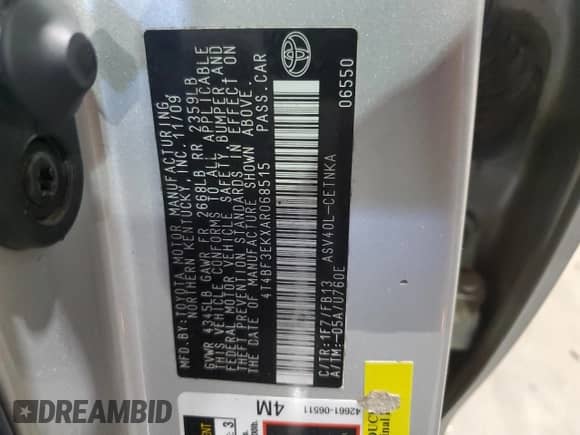 MFD.BY:TOYOTA MOTOR MANUFACTURING,
NORTHERN KENTUCKY,INC. 11/09
GVWR 4345LB GAWR FR 2668LB RR 2359LB
THIS VEHICLE CONFORMS TO ALL APPLICABLE
FEDERAL MOTOR VEHICLE SAFETY,BUMPER AND
THEFT PREVENTION STANDARDS IN EFFECT ON
THE DATE OF MANUFACTURE SHOWN ABOVE.
4T4BF3EKXAR068515 PASS.CAR
C/TR:1F7/FB13 ASV40L-CETNKA
A/TM:-05A/U760E
06550
42661-06511
4M
DREAMBID